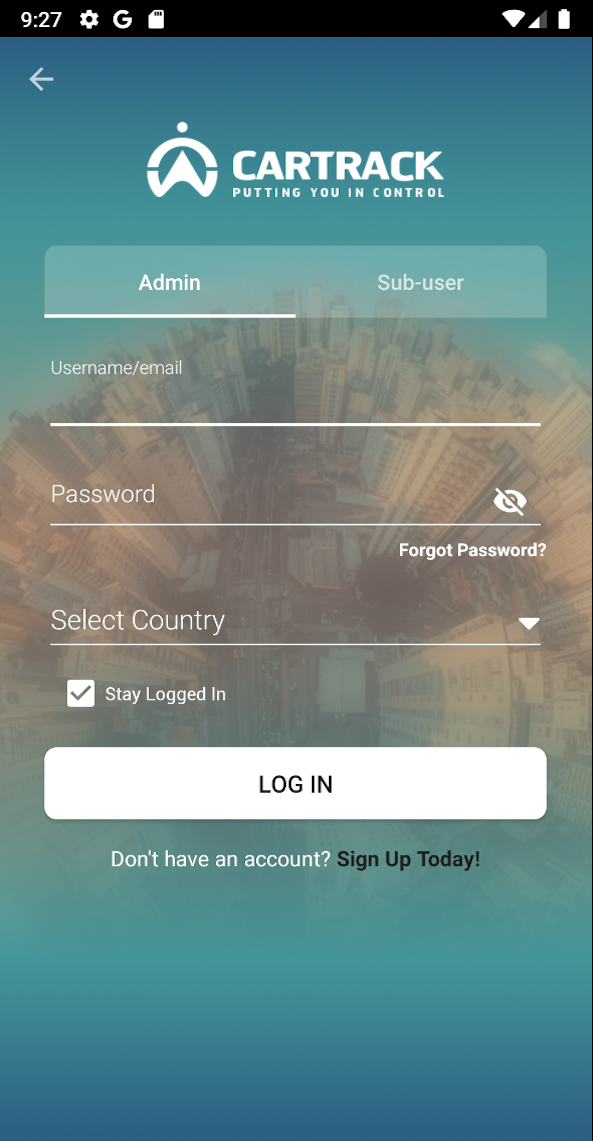 9:27
CARTRACK
PUTTING YOU IN CONTROL
Admin Sub-user
Username/email
Password
Forgot Password?
Select Country
Stay Logged In
LOG IN
Don't have an account? Sign Up Today!